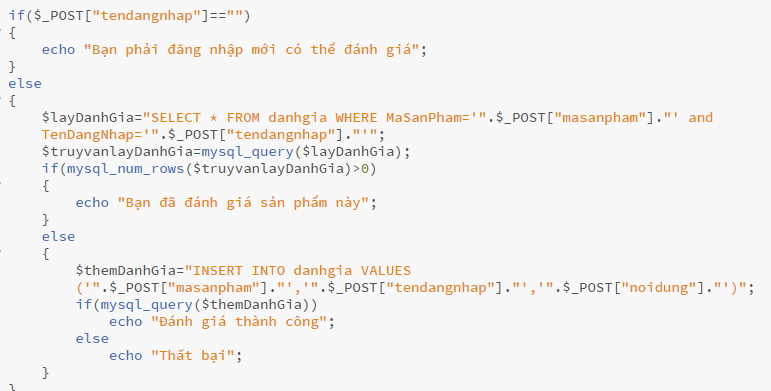 if($_POST["tendangnhap"]=="")
{
    echo "Bạn phải đăng nhập mới có thể đánh giá";
}
else
{
    $layDanhGia="SELECT * FROM danhgia WHERE MaSanPham='".$_POST["masanpham"]."' and
    TenDangNhap='".$_POST["tendangnhap"]."'";
    $truyvanlayDanhGia=mysql_query($layDanhGia);
    if(mysql_num_rows($truyvanlayDanhGia)>0)
    {
        echo "Bạn đã đánh giá sản phẩm này";
    }
    else
    {
        $themDanhGia="INSERT INTO danhgia VALUES
        ('".$_POST["masanpham"]."','".$_POST["tendangnhap"]."','".$_POST["noidung"]."')";
        if(mysql_query($themDanhGia))
            echo "Đánh giá thành công";
        else
            echo "Thất bại";
    }
}